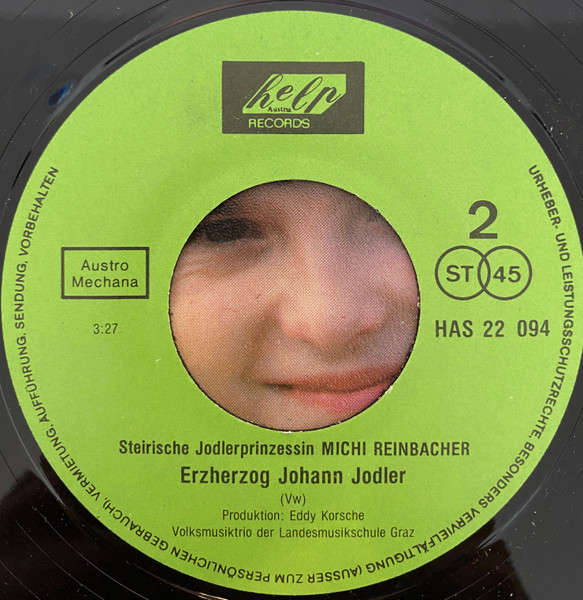 help
Austria
RECORDS
Austro
Mechana
3:27
2
ST 45
HAS 22 094
Steirische Jodlerprinzessin MICHI REINBACHER
Erzherzog Johann Jodler
(Vw)
Produktion: Eddy Korsche
Volksmusiktrio der Landesmusikschule Graz
URHEBER- UND LEISTUNGSSCHUTZRECHTE, BESONDERS VERVIELFÄLTIGUNG (AUSSER ZUM PERSÖNLICHEN GEBRAUCH), VERMIETUNG, AUFFÜHRUNG, SENDUNG, VORBEHALTEN